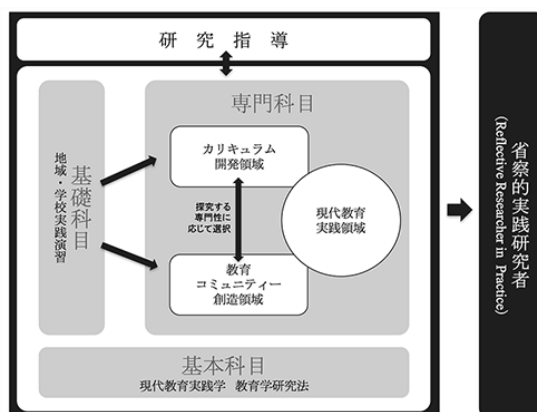 研究指導
専門科目
カリキュラム
開発領域
探究する
専門性に
応じて選択
現代教育
実践領域
教育
コミュニティー
創造領域
基礎科目
地域・学校実践演習
基本科目
現代教育実践学 教育学研究法
省察的実践研究者
(Reflective Researcher in Practice)